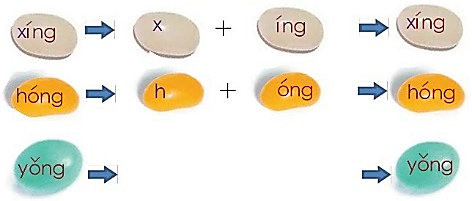 xíng x + íng xíng
hóng h + óng hóng
yǒng yǒng